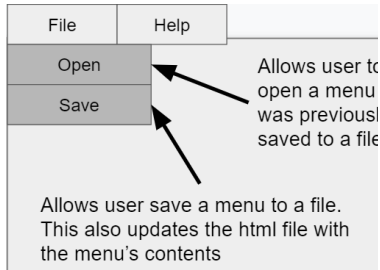 File Help
Open
Save
Allows user to
open a menu
was previously
saved to a file
Allows user save a menu to a file.
This also updates the html file with
the menu's contents